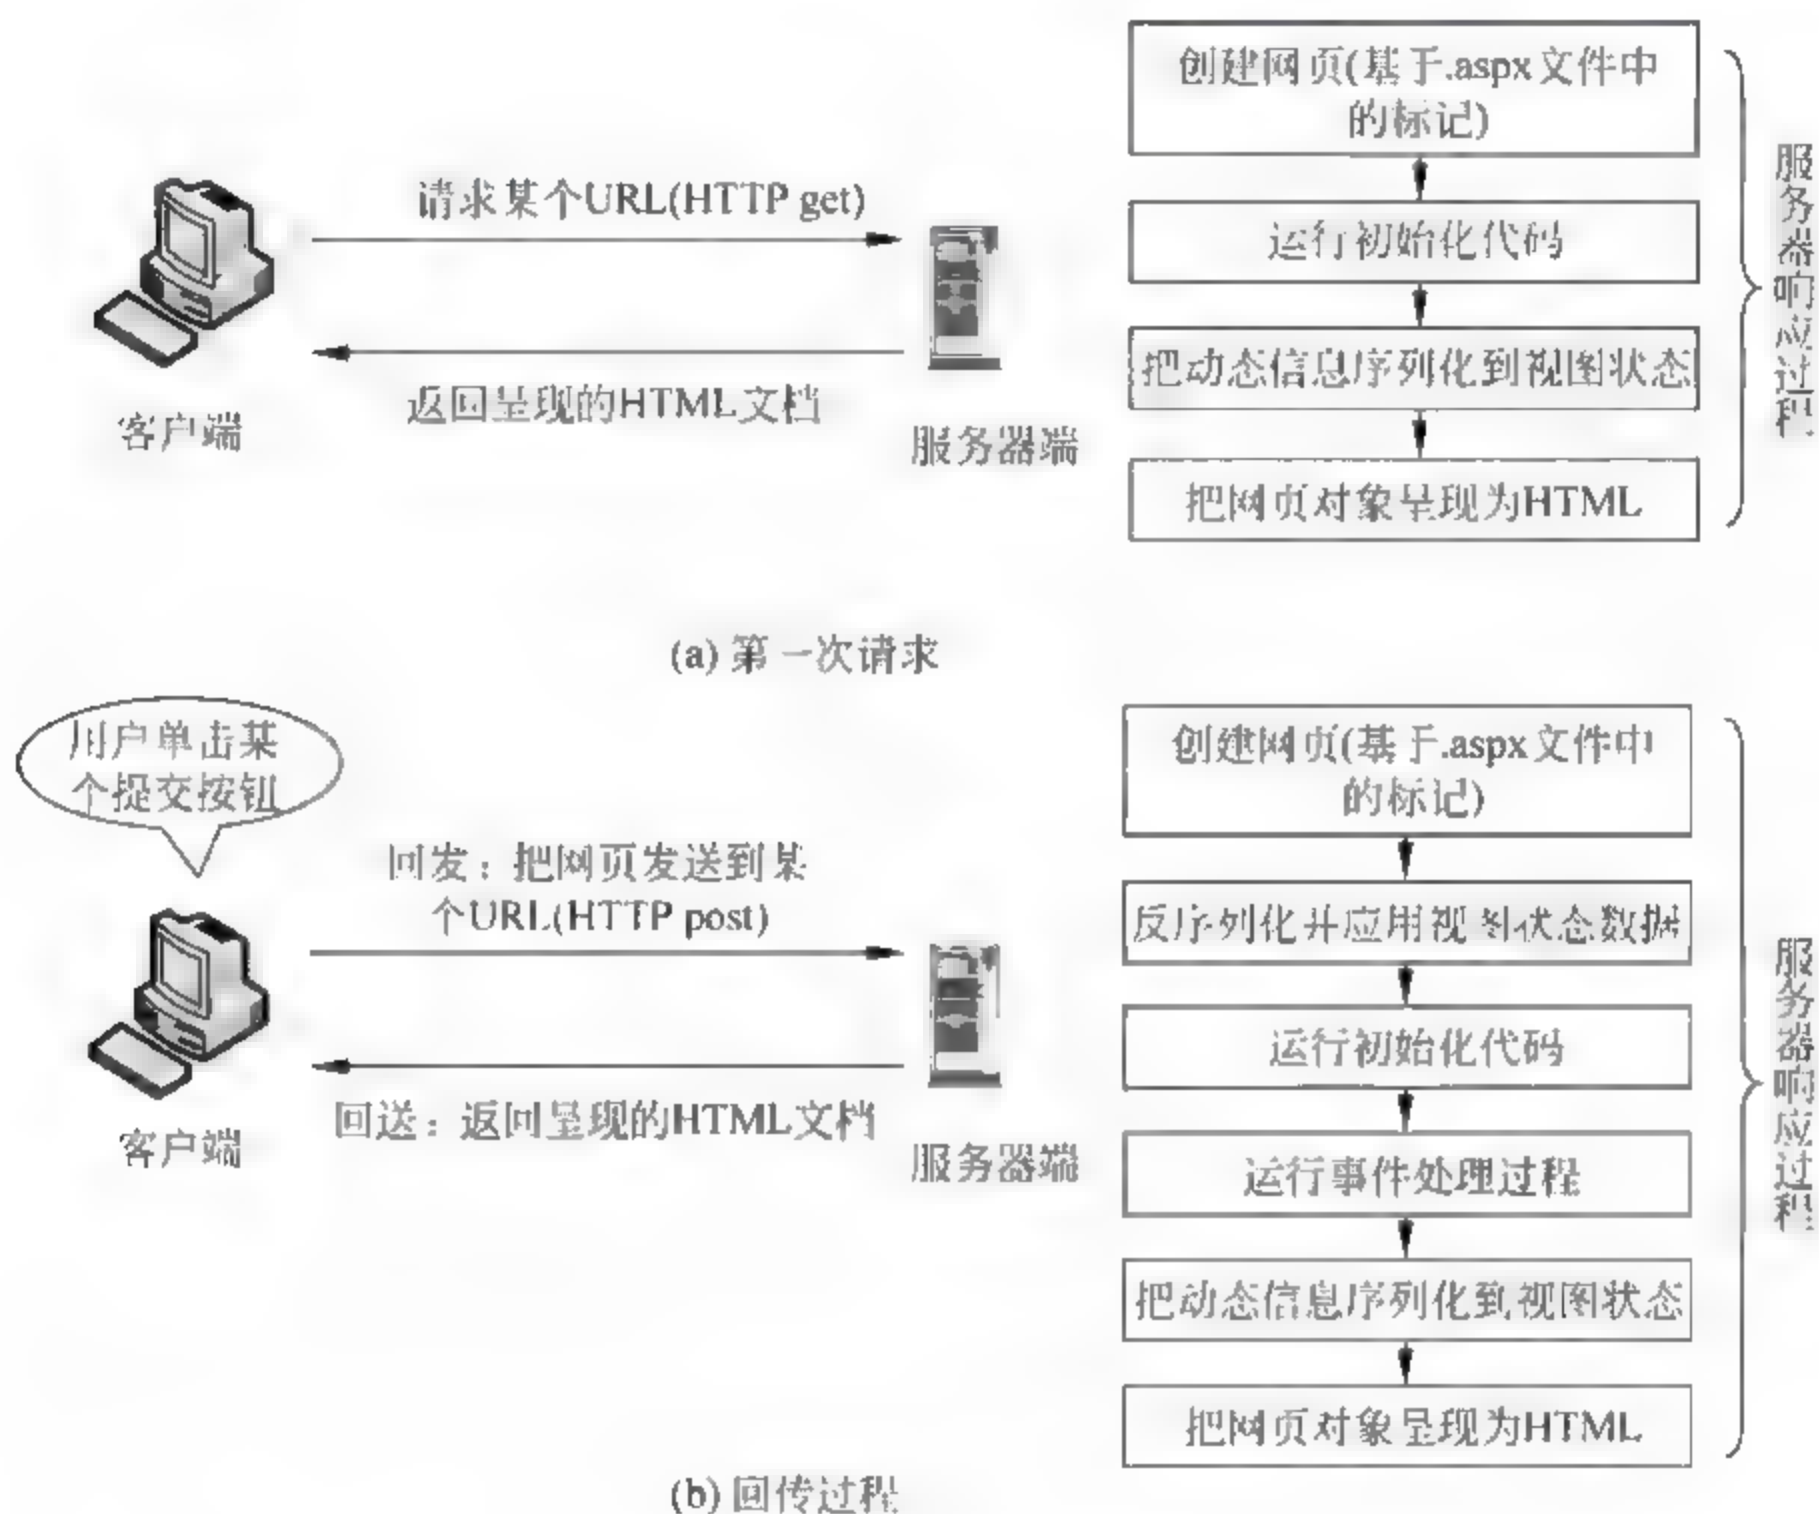 请求某个URL(HTTP get)
返回呈现的HTML文档
客户端
服务器端
创建网页(基于.aspx文件中
的标记)
运行初始化代码
把动态信息序列化到视图状态
把网页对象呈现为HTML
服务器响应过程
(a) 第一次请求
用户单击某
个提交按钮
回发：把网页发送到某
个URL(HTTP post)
回送：返回呈现的HTML文档
客户端
服务器端
创建网页(基于.aspx文件中
的标记)
反序列化并应用视图状态数据
运行初始化代码
运行事件处理过程
把动态信息序列化到视图状态
把网页对象呈现为HTML
服务器响应过程
(b) 回传过程